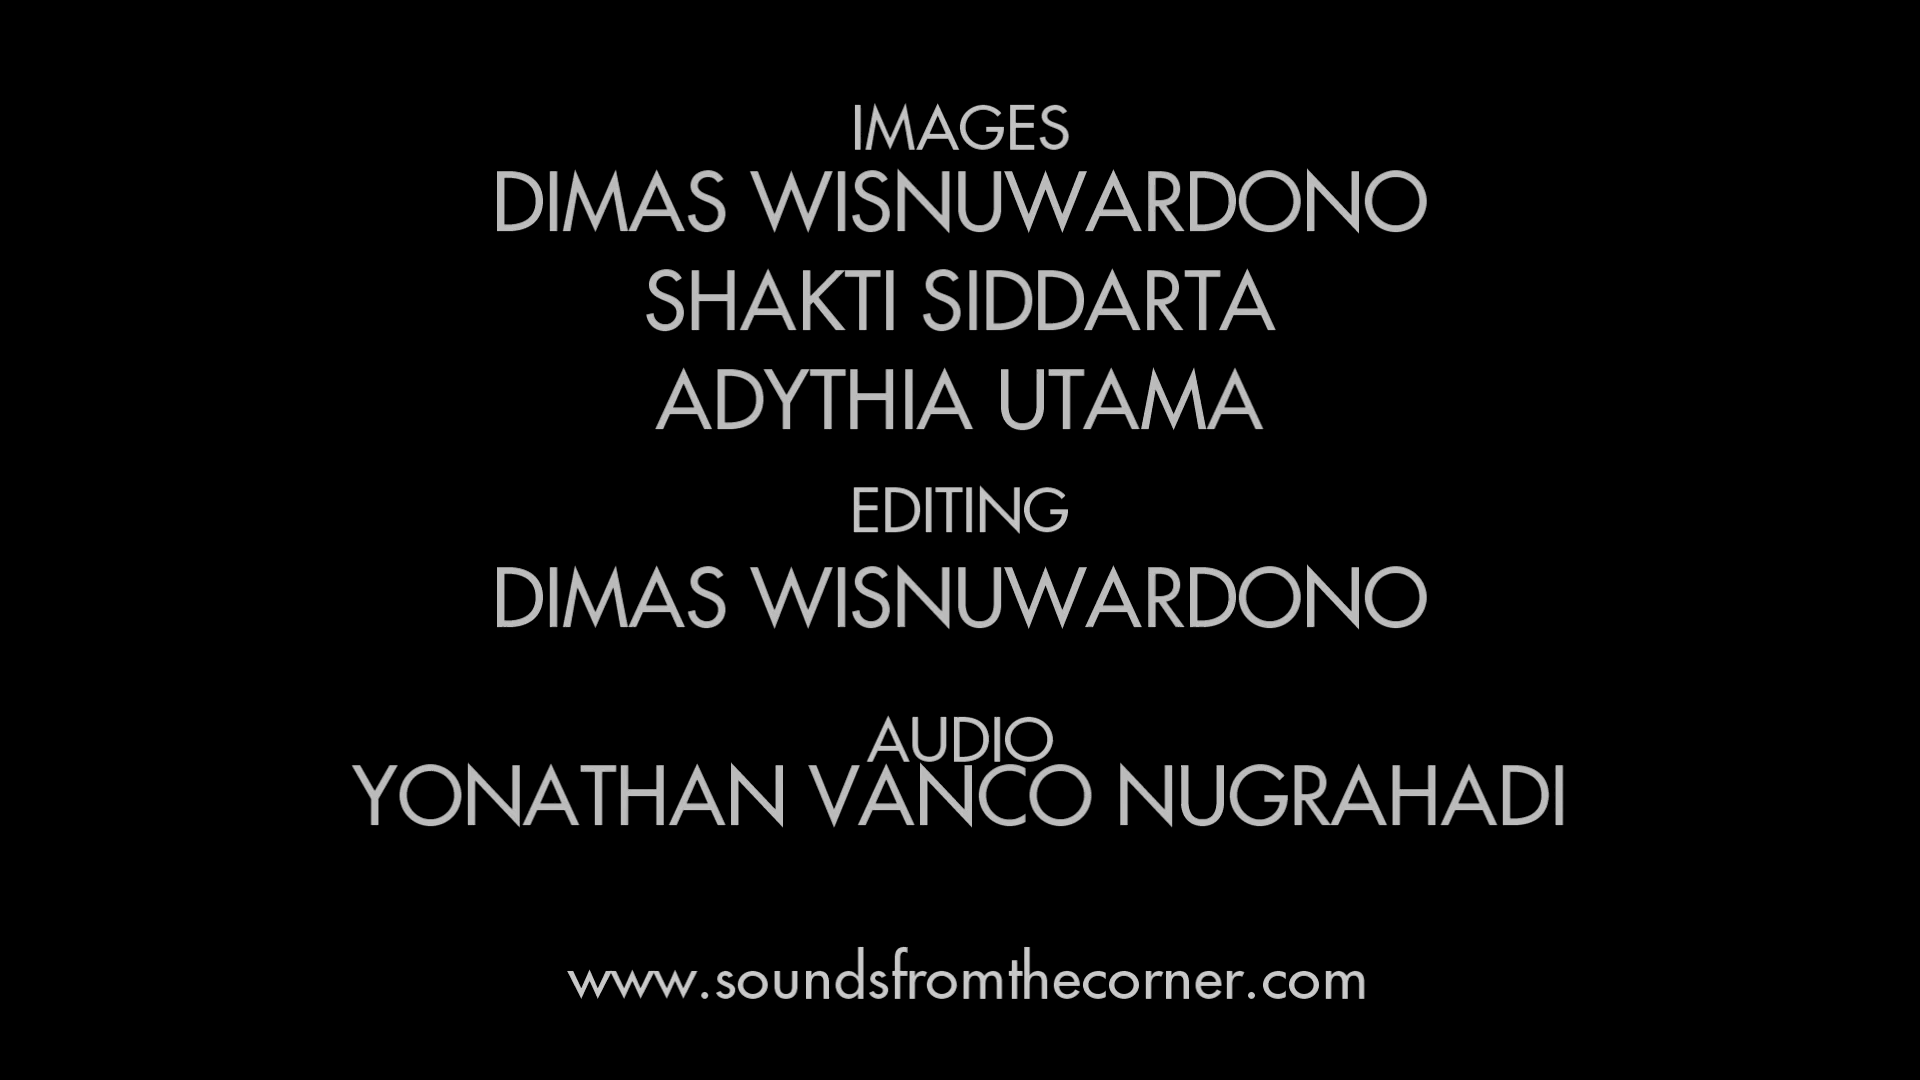 IMAGES
DIMAS WISNUWARDONO
SHAKTI SIDDARTA
ADYTHIA UTAMA
EDITING
DIMAS WISNUWARDONO
AUDIO
YONATHAN VANCO NUGRAHADI
www.soundsfromthecorner.com